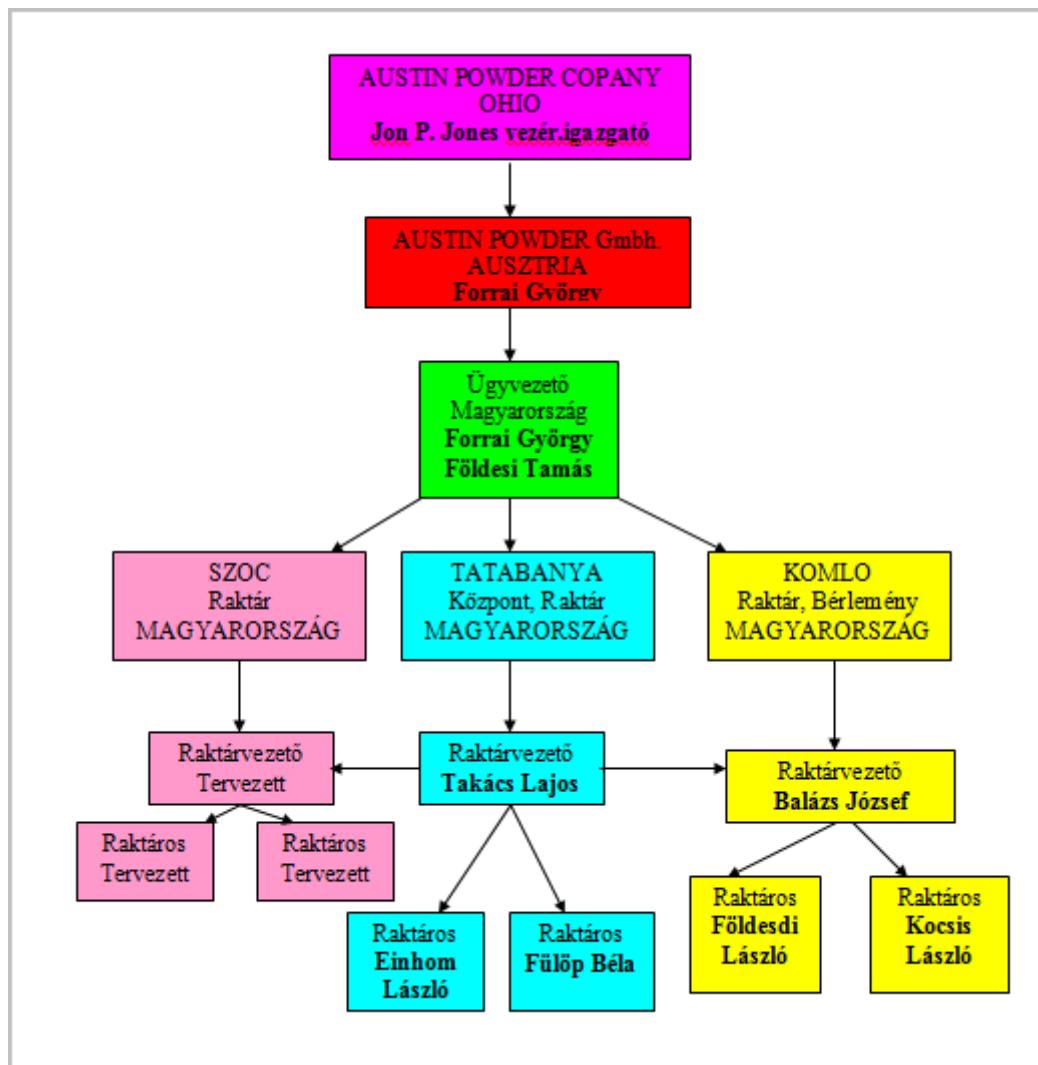 AUSTIN POWDER COPANY
OHIO
Jon P. Jones vezér.igazgató
AUSTIN POWDER Gmbh.
AUSZTRIA
Forrai György
Ügyvezető
Magyarország
Forrai György
Földesi Tamás
SZOC
Raktár
MAGYARORSZÁG
TATABANYA
Központ, Raktár
MAGYARORSZÁG
KOMLO
Raktár, Bérlemény
MAGYARORSZÁG
Raktárvezető
Tervezett
Raktárvezető
Takács Lajos
Raktárvezető
Balázs József
Raktáros
Tervezett
Raktáros
Tervezett
Raktáros
Einhom
László
Raktáros
Fülöp Béla
Raktáros
Földesdi
László
Raktáros
Kocsis
László